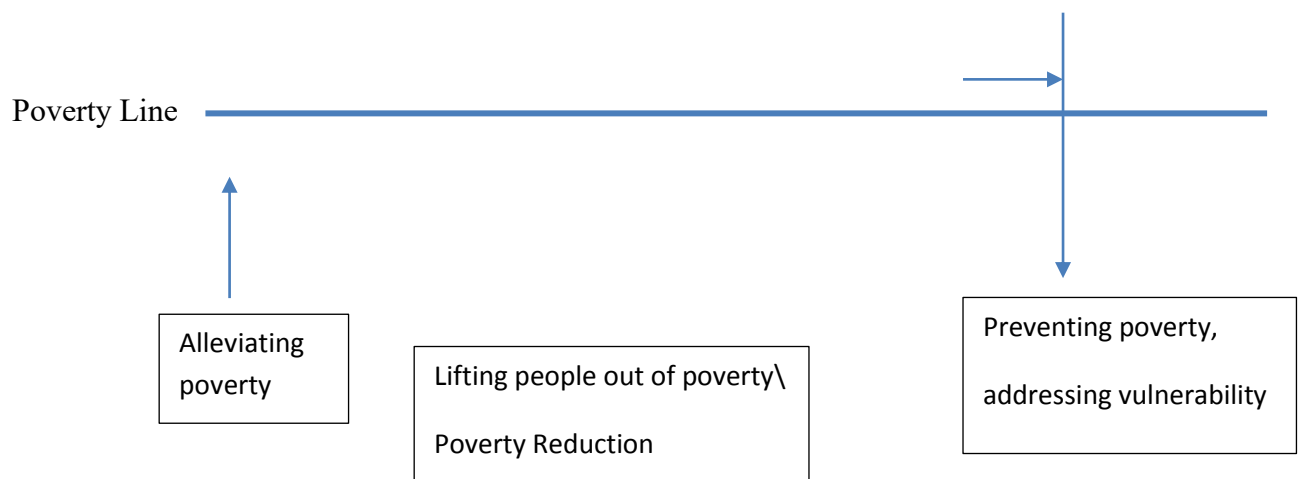 Poverty Line
Alleviating
poverty
Lifting people out of poverty\
Poverty Reduction
Preventing poverty,
addressing vulnerability